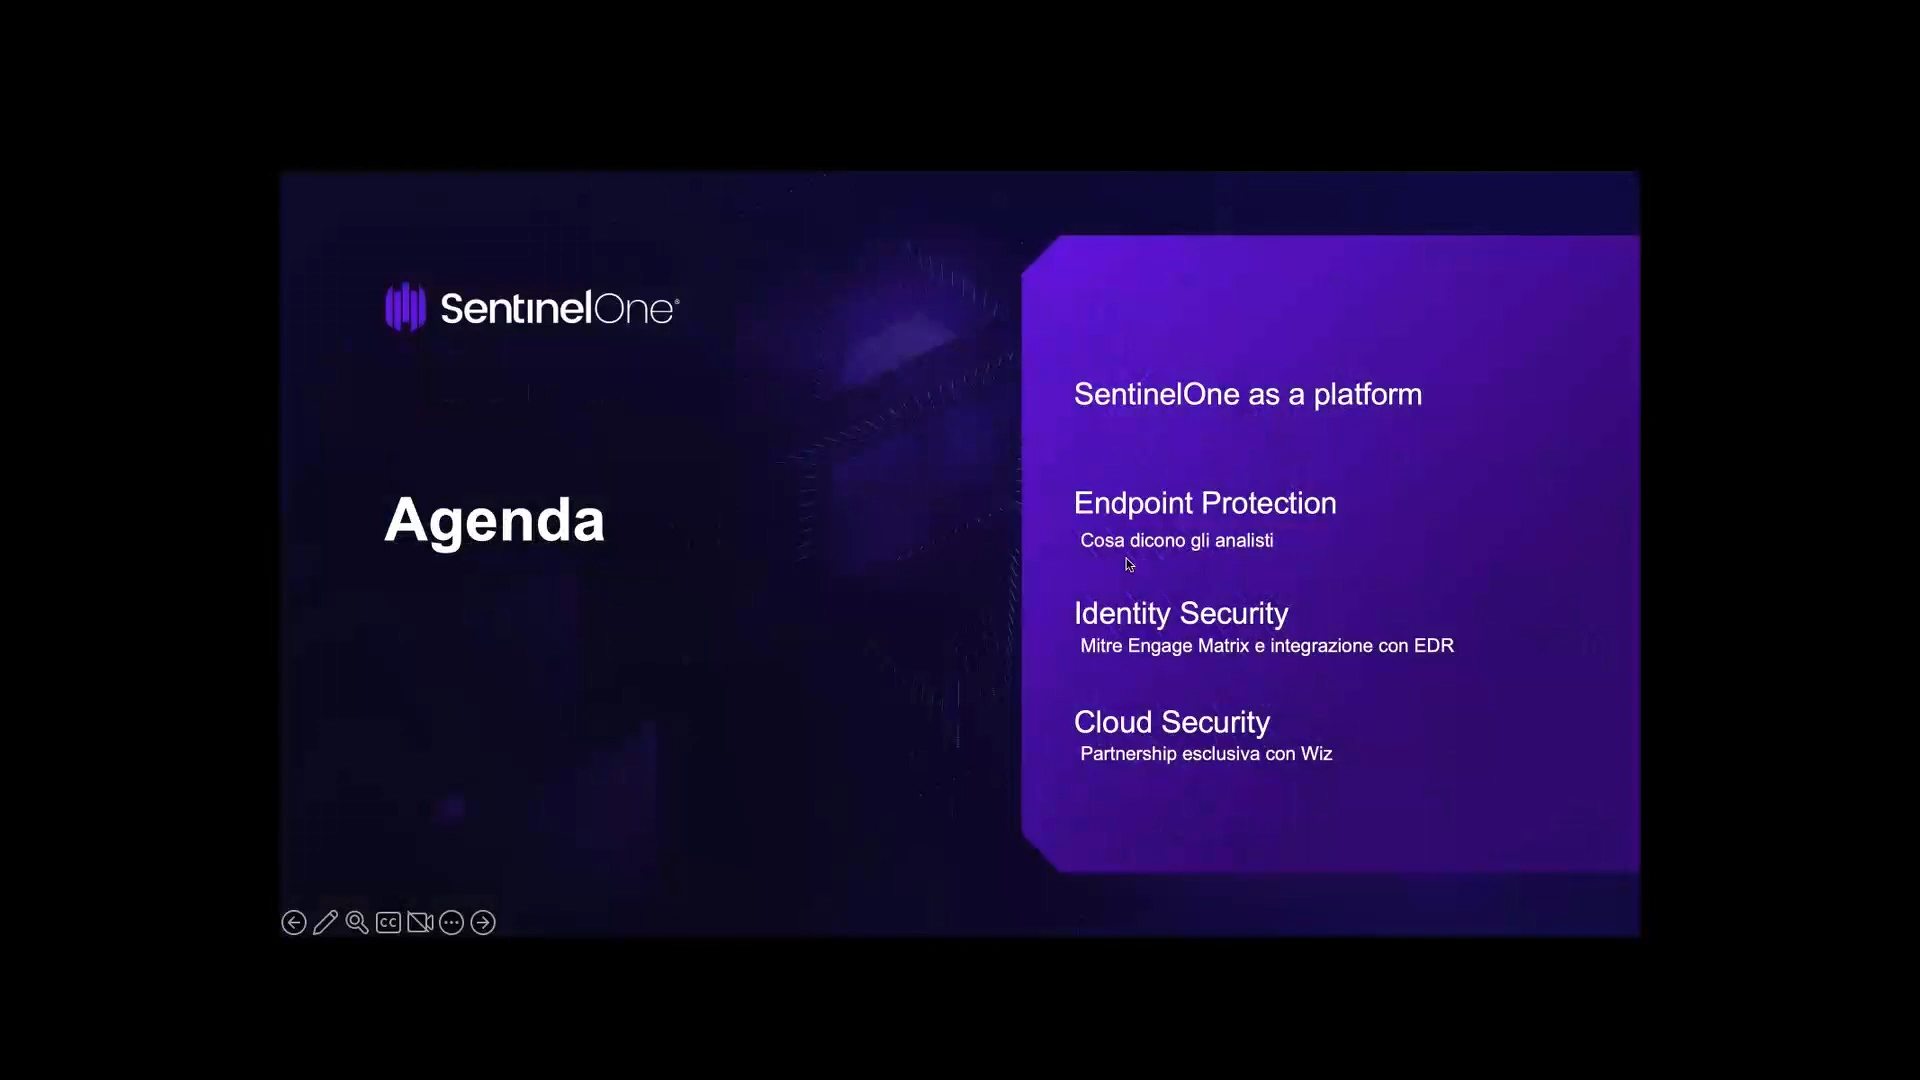 SentinelOne®
Agenda
SentinelOne as a platform
Endpoint Protection
Cosa dicono gli analisti
Identity Security
Mitre Engage Matrix e integrazione con EDR
Cloud Security
Partnership esclusiva con Wiz
CC